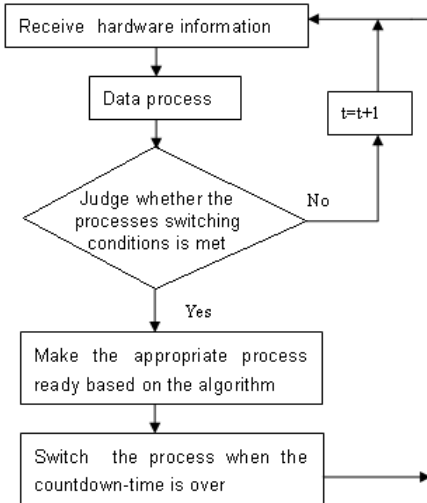 Receive hardware information
Data process
t=t+1
Judge whether the
processes switching
conditions is met
No
Yes
Make the appropriate process
ready based on the algorithm
Switch the process when the
countdown-time is over